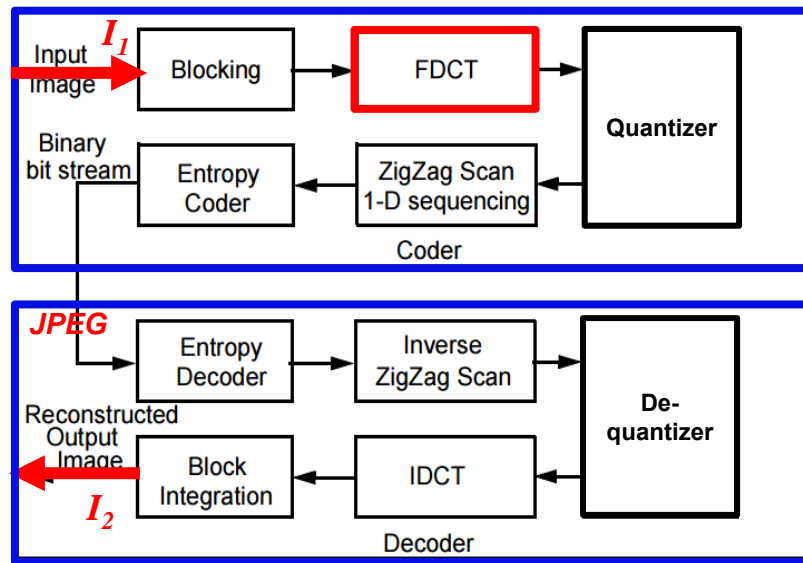 I1
Input
Image
Blocking
FDCT
Quantizer
Binary
bit stream
Entropy
Coder
ZigZag Scan
1-D sequencing
Coder
JPEG
Entropy
Decoder
Inverse
ZigZag Scan
De-
quantizer
Reconstructed
Output
Image
Block
Integration
IDCT
I2
Decoder